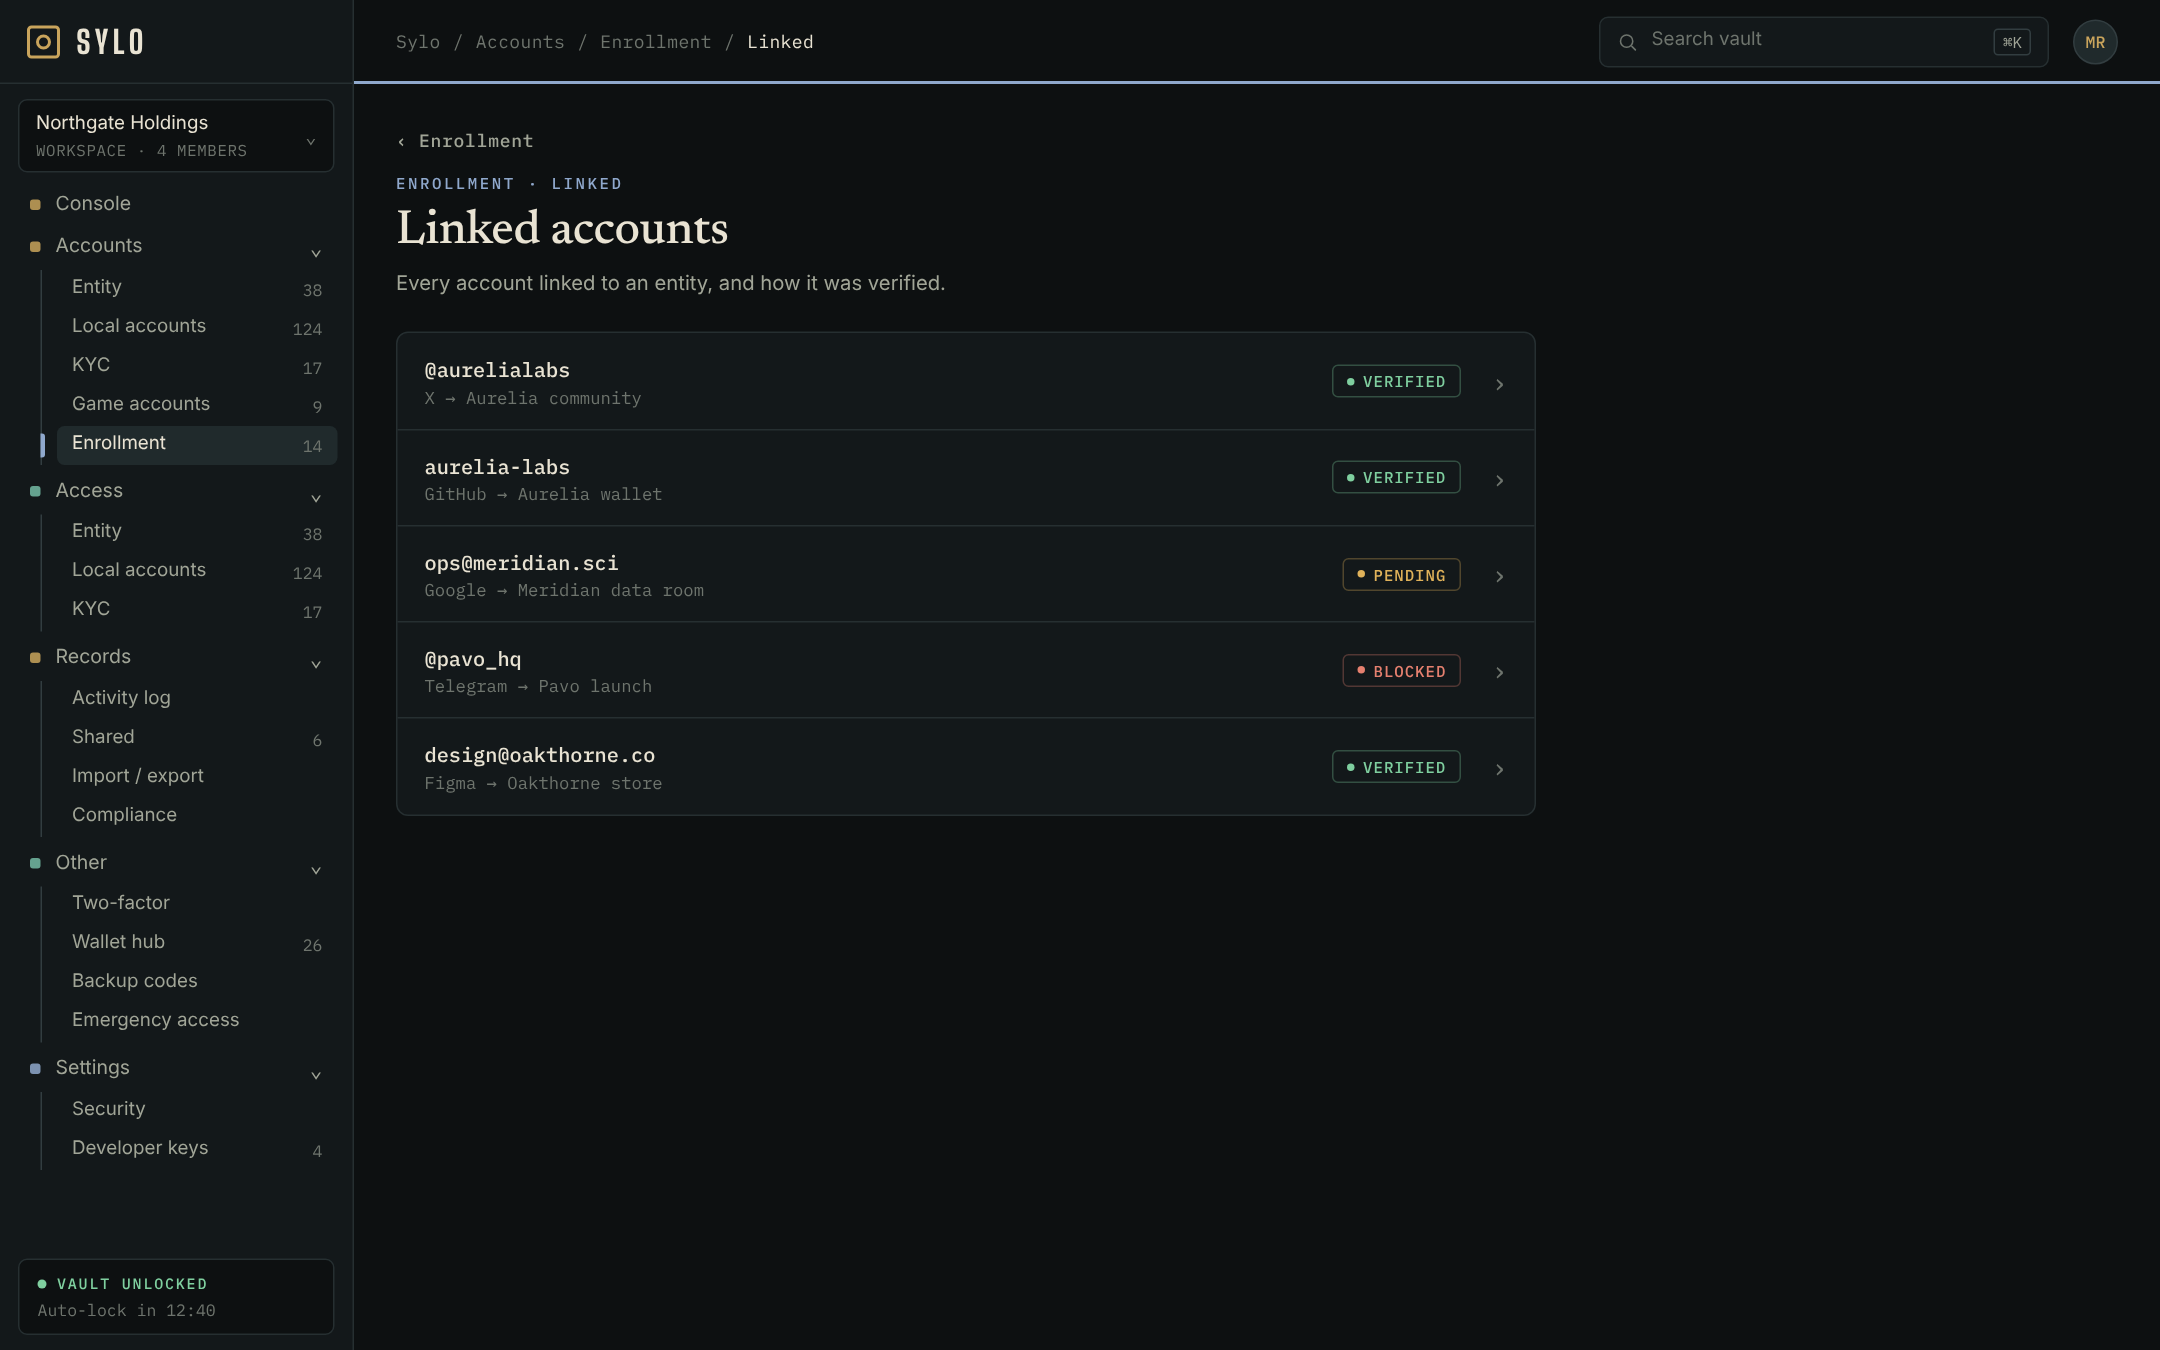 SYLO
Sylo / Accounts / Enrollment / Linked
Search vault
⌘K
MR
Northgate Holdings
WORKSPACE · 4 MEMBERS
Console
Accounts
Entity 38
Local accounts 124
KYC 17
Game accounts 9
Enrollment 14
Access
Entity 38
Local accounts 124
KYC 17
Records
Activity log
Shared 6
Import / export
Compliance
Other
Two-factor
Wallet hub 26
Backup codes
Emergency access
Settings
Security
Developer keys 4
VAULT UNLOCKED
Auto-lock in 12:40
‹ Enrollment
ENROLLMENT · LINKED
Linked accounts
Every account linked to an entity, and how it was verified.
@aurelialabs
X → Aurelia community
VERIFIED
aurelia-labs
GitHub → Aurelia wallet
VERIFIED
ops@meridian.sci
Google → Meridian data room
PENDING
@pavo_hq
Telegram → Pavo launch
BLOCKED
design@oakthorne.co
Figma → Oakthorne store
VERIFIED